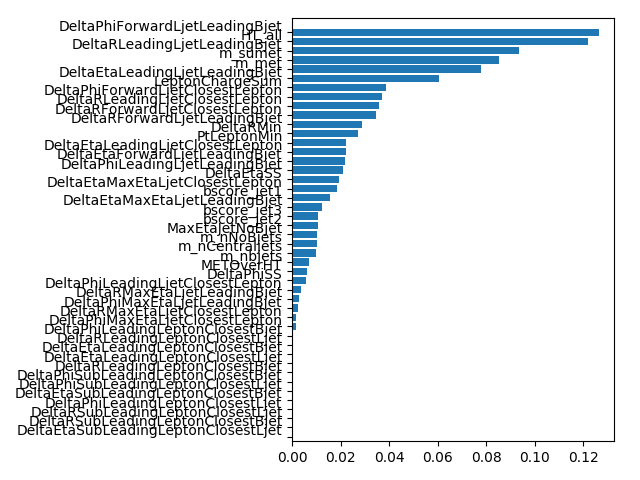 DeltaPhiForwardLjetLeadingBjet
HT_all
DeltaRLeadingLjetLeadingBjet
m_sumet
m_met
DeltaEtaLeadingLjetLeadingBjet
LeptonChargeSum
DeltaPhiForwardLjetClosestLepton
DeltaRLeadingLjetClosestLepton
DeltaRForwardLjetClosestLepton
DeltaRForwardLjetLeadingBjet
DeltaRMin
PtLeptonMin
DeltaEtaLeadingLjetClosestLepton
DeltaEtaForwardLjetLeadingBjet
DeltaPhiLeadingLjetLeadingBjet
DeltaEtaSS
DeltaEtaMaxEtaLjetClosestLepton
bscore_jet1
DeltaEtaMaxEtaLjetLeadingBjet
bscore_jet3
bscore_jet2
MaxEtaJetNoBjet
m_nNoBjets
m_nCentralJets
m_nbjets
METOverHT
DeltaPhiSS
DeltaPhiLeadingLjetClosestLepton
DeltaRMaxEtaLjetLeadingBjet
DeltaPhiMaxEtaLjetLeadingBjet
DeltaRMaxEtaLjetClosestLepton
DeltaPhiMaxEtaLjetClosestLepton
DeltaPhiLeadingLeptonClosestBjet
DeltaRLeadingLeptonClosestLjet
DeltaEtaLeadingLeptonClosestBjet
DeltaEtaLeadingLeptonClosestLjet
DeltaRLeadingLeptonClosestBjet
DeltaPhiSubLeadingLeptonClosestBjet
DeltaPhiSubLeadingLeptonClosestLjet
DeltaEtaSubLeadingLeptonClosestBjet
DeltaPhiLeadingLeptonClosestLjet
DeltaRSubLeadingLeptonClosestLjet
DeltaRSubLeadingLeptonClosestBjet
DeltaEtaSubLeadingLeptonClosestLjet
0.00 0.02 0.04 0.06 0.08 0.10 0.12